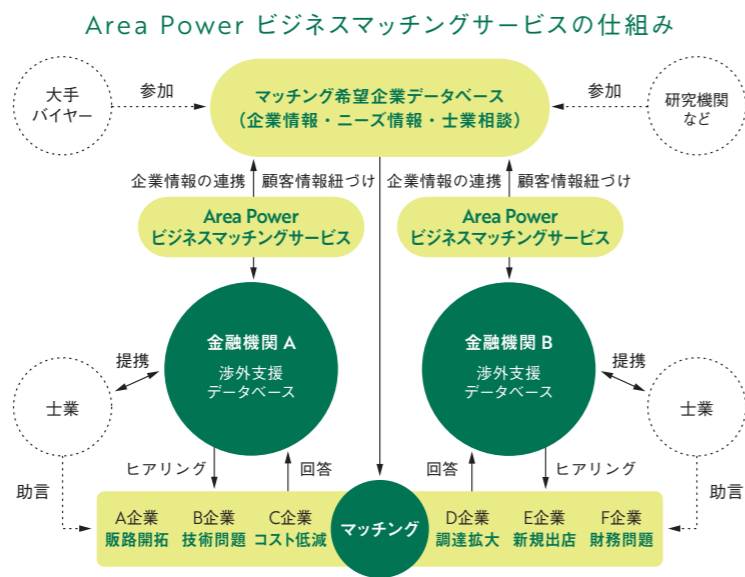 Area Power ビジネスマッチングサービスの仕組み
大手
バイヤー
参加
マッチング希望企業データベース
（企業情報・ニーズ情報・士業相談）
参加
研究機関
など
企業情報の連携
顧客情報紐づけ
企業情報の連携
顧客情報紐づけ
Area Power
ビジネスマッチングサービス
Area Power
ビジネスマッチングサービス
金融機関 A
渉外支援
データベース
金融機関 B
渉外支援
データベース
提携
士業
提携
士業
助言
ヒアリング
回答
回答
ヒアリング
助言
A企業
販路開拓
B企業
技術問題
C企業
コスト低減
マッチング
D企業
調達拡大
E企業
新規出店
F企業
財務問題